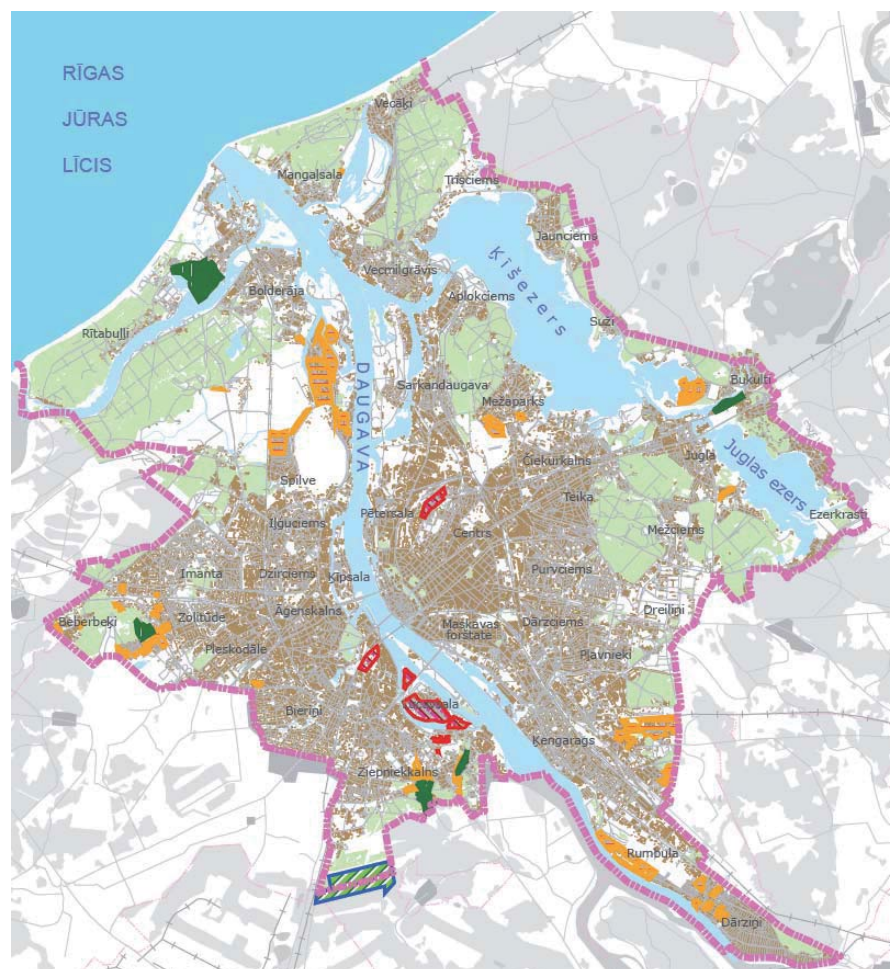 RĪGAS
JŪRAS
LĪCIS
Vecāķi
Mangaļsala
Trīsciems
Jaunciems
Ķīšezers
Vecmīlgrāvis
Bolderāja
Aplokciems
Suži
Rītabuļļi
DAUGAVA
Sarkandaugava
Mežaparks
Bukulti
Čiekurkalns
Jugla
Juglas ezers
Spilve
Teika
Pētersala
Ezerkrasti
Iļģuciems
Centrs
Mežciems
Imanta
Dzirciems
Ķīpsala
Purvciems
Āgenskalns
Dreiliņi
Beberbeķi
Zolitūde
Maskavas
forštate
Dārzciems
Pleskodāle
Pļavnieki
Bieriņi
Ķengarags
Ziepniekkalns
Rumbula
Dārziņi